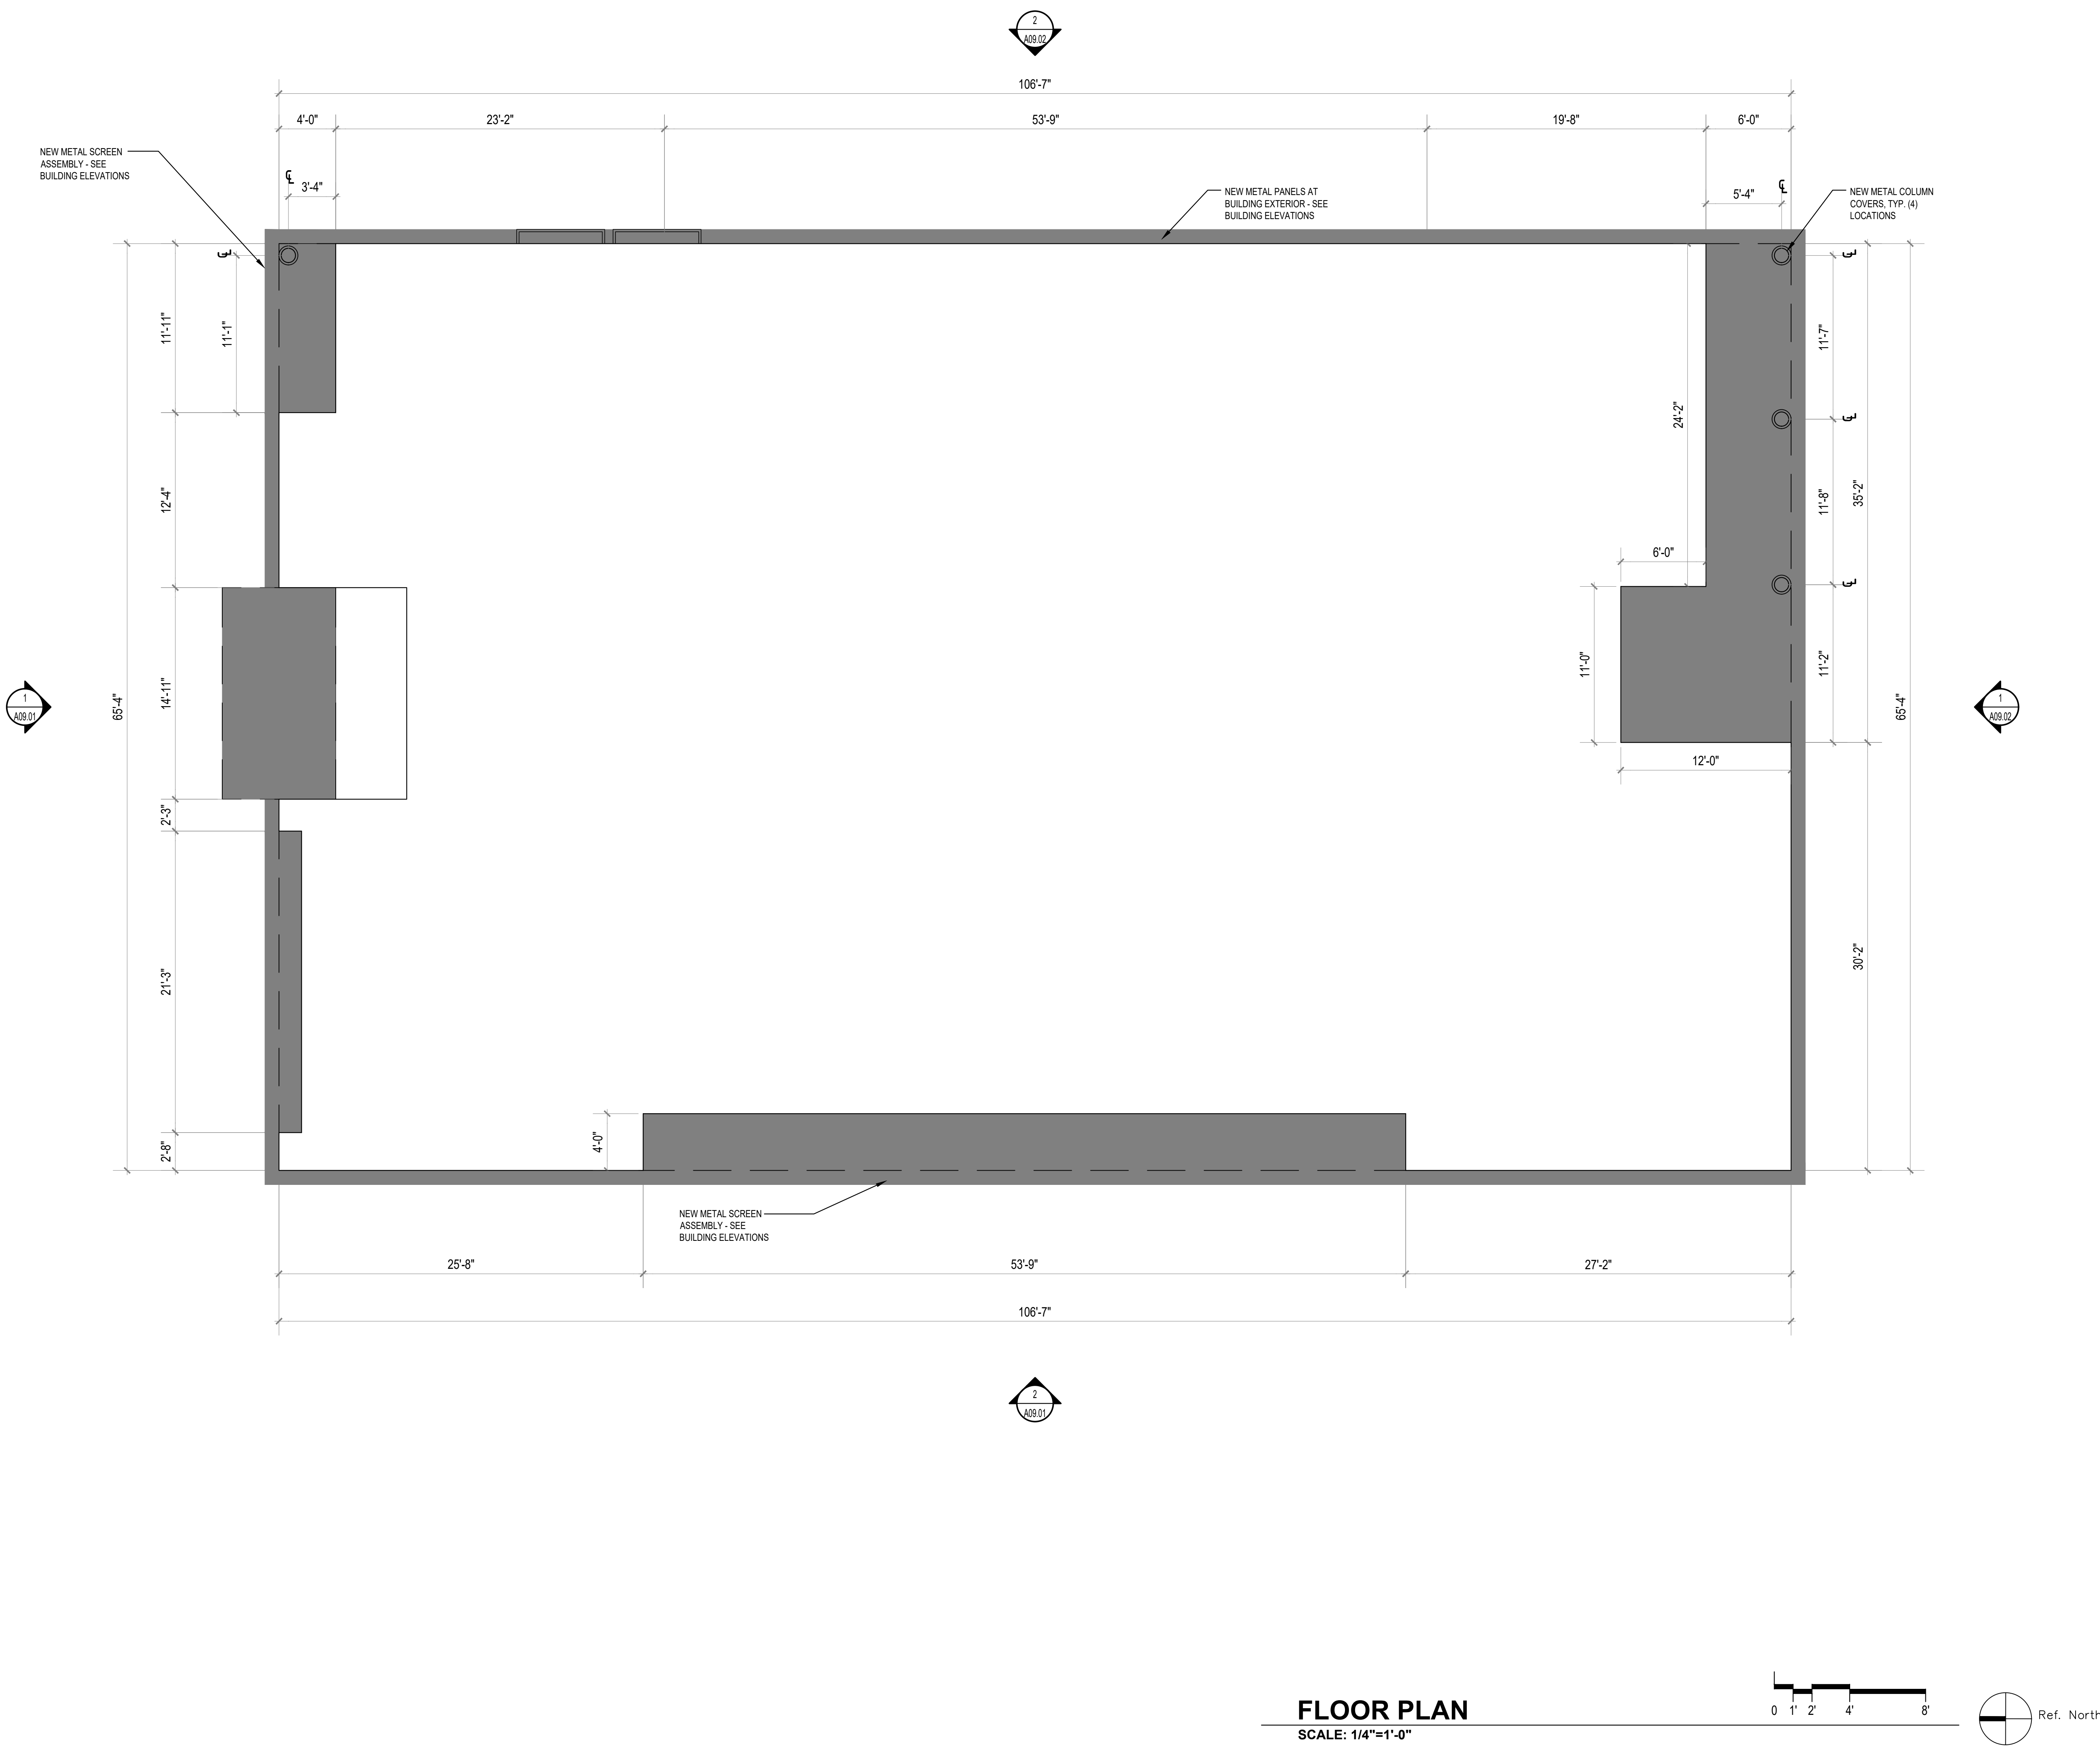 2
A09.02
106'-7"
4'-0"
23'-2"
53'-9"
19'-8"
6'-0"
NEW METAL SCREEN
ASSEMBLY - SEE
BUILDING ELEVATIONS
3'-4"
NEW METAL PANELS AT
BUILDING EXTERIOR - SEE
BUILDING ELEVATIONS
5'-4"
NEW METAL COLUMN
COVERS, TYP. (4)
LOCATIONS
11'-11"
11'-1"
11'-7"
24'-2"
12'-4"
11'-8"
35'-2"
6'-0"
11'-0"
11'-2"
14'-11"
65'-4"
65'-4"
1
A09.01
1
A09.02
12'-0"
2'-3"
21'-3"
30'-2"
4'-0"
2'-8"
NEW METAL SCREEN
ASSEMBLY - SEE
BUILDING ELEVATIONS
25'-8"
53'-9"
27'-2"
106'-7"
2
A09.01
FLOOR PLAN
SCALE: 1/4"=1'-0"
0 1' 2' 4' 8'
Ref. North